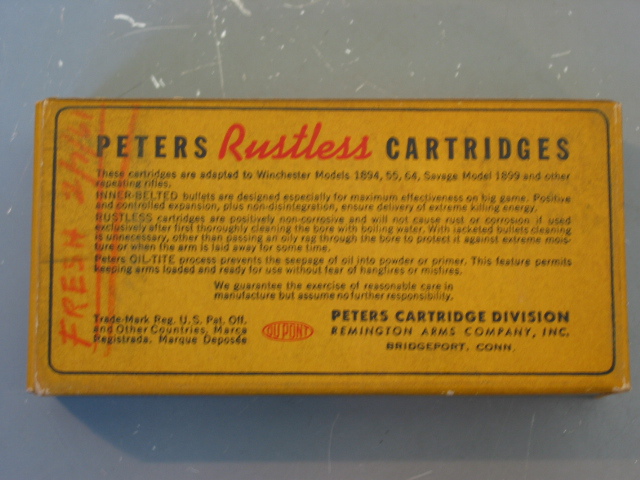 PETERS Rustless CARTRIDGES
These cartridges are adapted to Winchester Models 1894, 55, 64, Savage Model 1899 and other
repeating rifles.
INNER-BELTED bullets are designed especially for maximum effectiveness on big game. Positive
and controlled expansion, plus non-disintegration, ensure delivery of extreme killing energy.
RUSTLESS cartridges are positively non-corrosive and will not cause rust or corrosion if used
exclusively after first thoroughly cleaning the bore with boiling water. With jacketed bullets cleaning
is unnecessary, other than passing an oily rag through the bore to protect it against extreme mois-
ture or when the arm is laid away for some time.
Peters OIL-TITE process prevents the seepage of oil into powder or primer. This feature permits
keeping arms loaded and ready for use without fear of hangfires or misfires.
We guarantee the exercise of reasonable care in
manufacture but assume no further responsibility.
Trade-Mark Reg. U.S. Pat. Off.
and Other Countries, Marca
Registrada, Marque Deposée
DU PONT
PETERS CARTRIDGE DIVISION
REMINGTON ARMS COMPANY, INC.
BRIDGEPORT, CONN.
FRESH